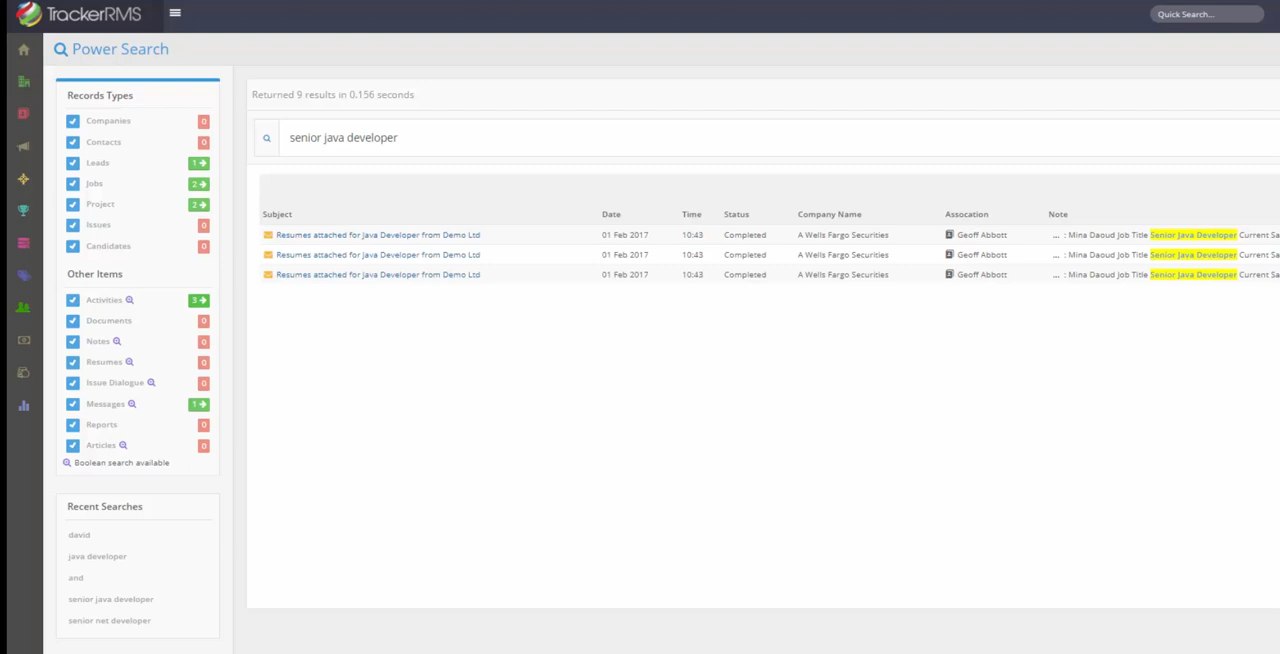 TrackerRMS
Quick Search...
Power Search
Records Types
Companies 0
Contacts 0
Leads 1
Jobs 2
Project 2
Issues 0
Candidates 0
Other Items
Activities 3
Documents 0
Notes 0
Resumes 0
Issue Dialogue 0
Messages 1
Reports 0
Articles 0
Boolean search available
Recent Searches
david
java developer
and
senior java developer
senior net developer
Returned 9 results in 0.156 seconds
senior java developer
Subject Date Time Status Company Name Assocation Note
Resumes attached for Java Developer from Demo Ltd 01 Feb 2017 10:43 Completed A Wells Fargo Securities Geoff Abbott ... : Mina Daoud Job Title Senior Java Developer Current Sa
Resumes attached for Java Developer from Demo Ltd 01 Feb 2017 10:43 Completed A Wells Fargo Securities Geoff Abbott ... : Mina Daoud Job Title Senior Java Developer Current Sa
Resumes attached for Java Developer from Demo Ltd 01 Feb 2017 10:43 Completed A Wells Fargo Securities Geoff Abbott ... : Mina Daoud Job Title Senior Java Developer Current Sa